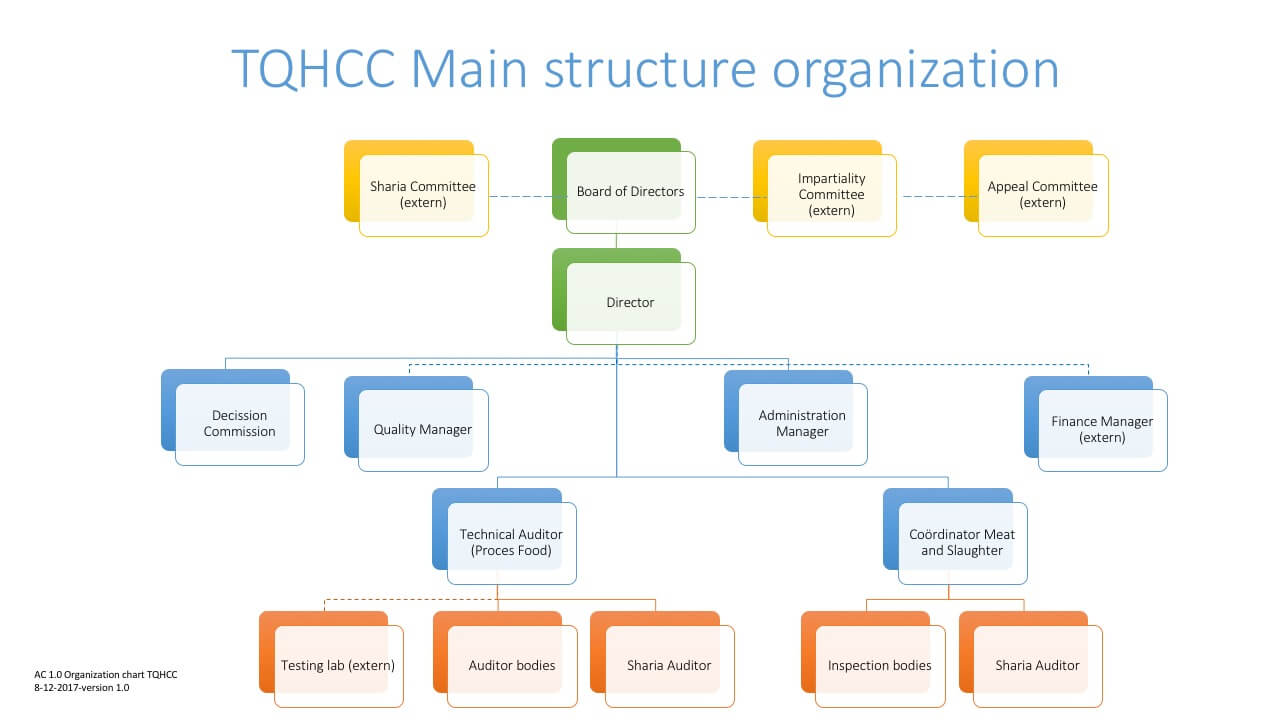 TQHCC Main structure organization
Sharia Committee
(extern)
Board of Directors
Impartiality
Committee
(extern)
Appeal Committee
(extern)
Director
Decission
Commission
Quality Manager
Administration
Manager
Finance Manager
(extern)
Technical Auditor
(Proces Food)
Coördinator Meat
and Slaughter
Testing lab (extern)
Auditor bodies
Sharia Auditor
Inspection bodies
Sharia Auditor
AC 1.0 Organization chart TQHCC
8-12-2017-version 1.0